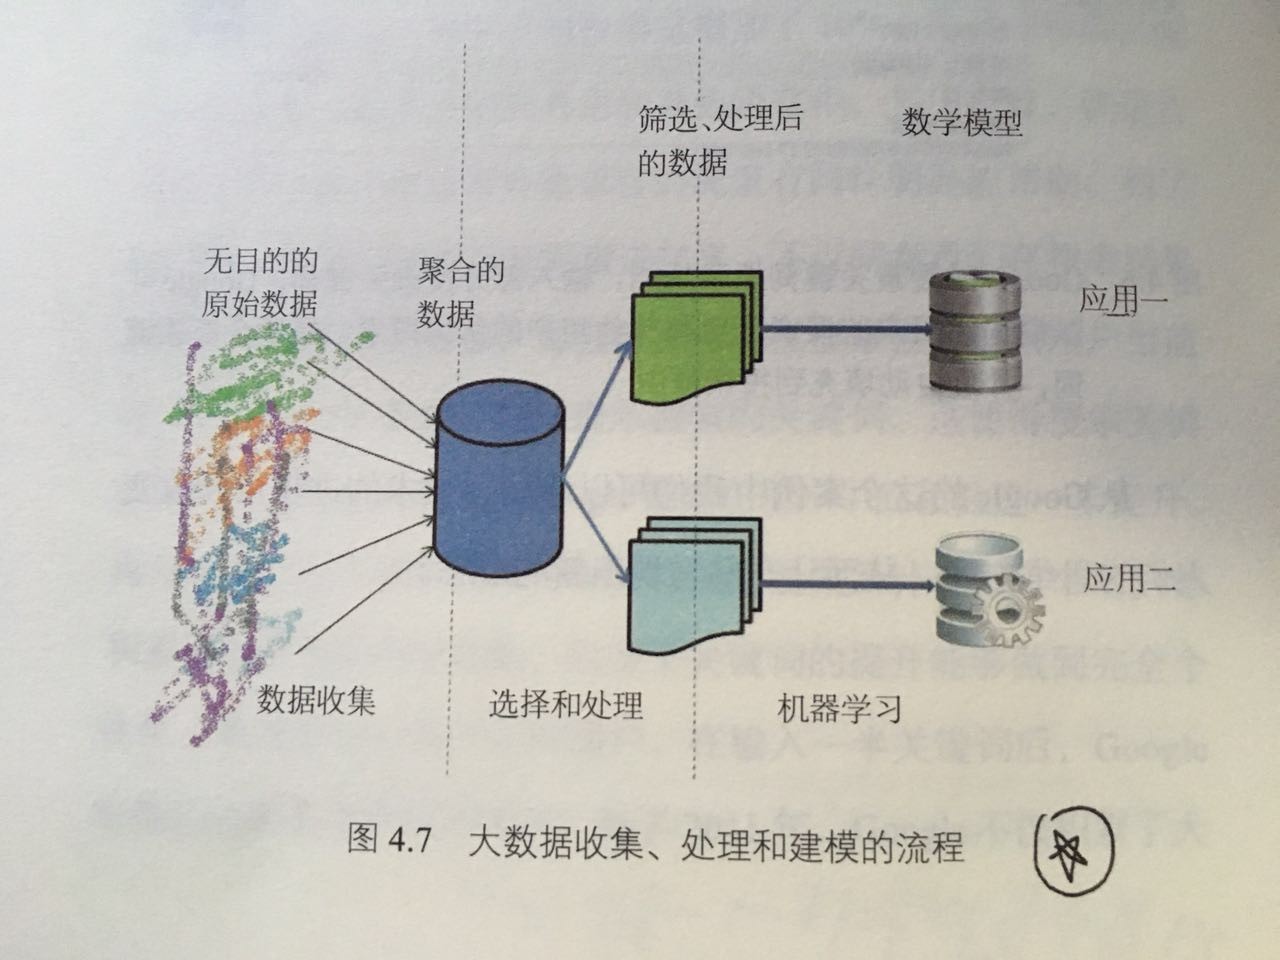 筛选、处理后
的数据
数学模型
无目的的
原始数据
聚合的
数据
应用一
应用二
数据收集
选择和处理
机器学习
图 4.7 大数据收集、处理和建模的流程